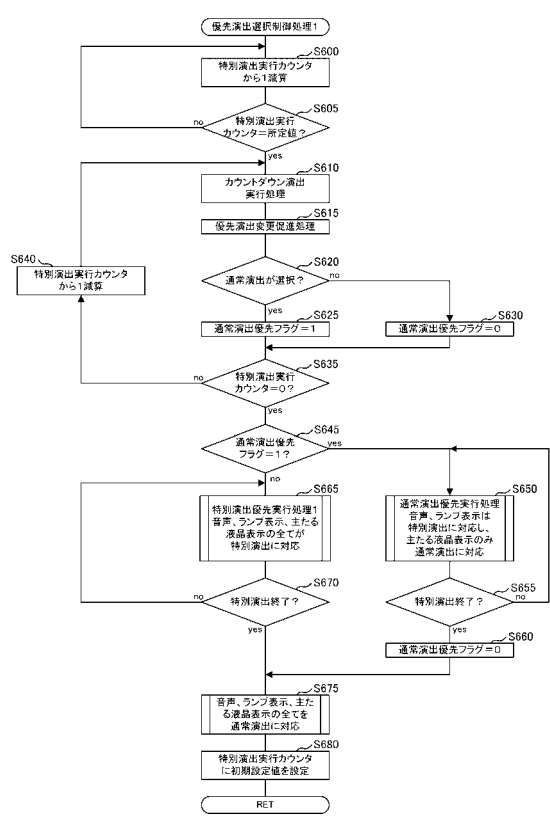 優先演出選択制御処理1
S600
特別演出実行カウンタ
から1減算
S605
特別演出実行
カウンタ=所定値?
no
yes
S610
カウントダウン演出
実行処理
S615
優先演出変更促進処理
S620
通常演出が選択?
no
yes
S625
通常演出優先フラグ=1
S630
通常演出優先フラグ=0
S640
特別演出実行カウンタ
から1減算
S635
特別演出実行
カウンタ=0?
no
yes
S645
通常演出優先
フラグ=1?
yes
no
S665
特別演出優先実行処理1
音声、ランプ表示、主たる
液晶表示の全てが
特別演出に対応
S650
通常演出優先実行処理
音声、ランプ表示は
特別演出に対応し、
主たる液晶表示のみ
通常演出に対応
S670
特別演出終了?
no
yes
S655
特別演出終了?
no
yes
S660
通常演出優先フラグ=0
S675
音声、ランプ表示、主た
る液晶表示の全てを
通常演出に対応
S680
特別演出実行カウンタ
に初期設定値を設定
RET